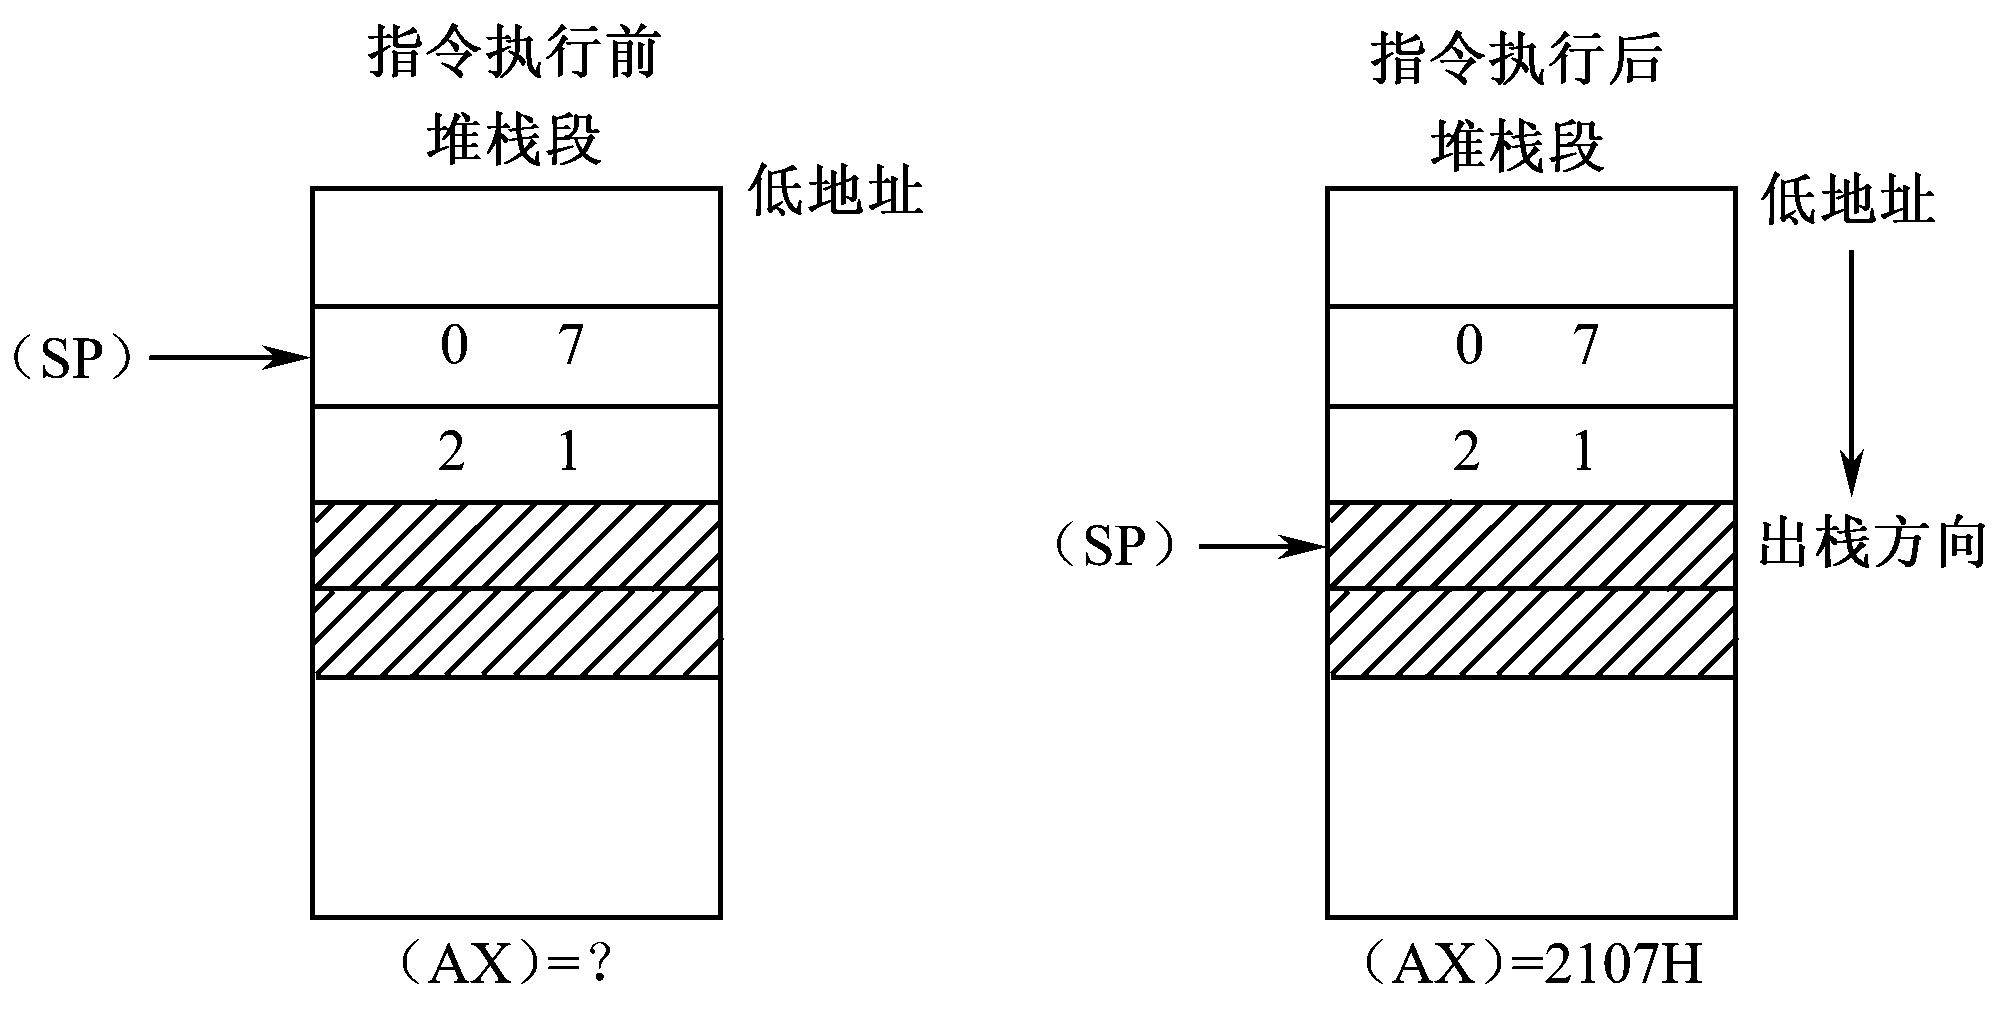 指令执行前
堆栈段
低地址
(SP)
0 7
2 1
(AX)=?
指令执行后
堆栈段
低地址
0 7
2 1
(SP)
出栈方向
(AX)=2107H